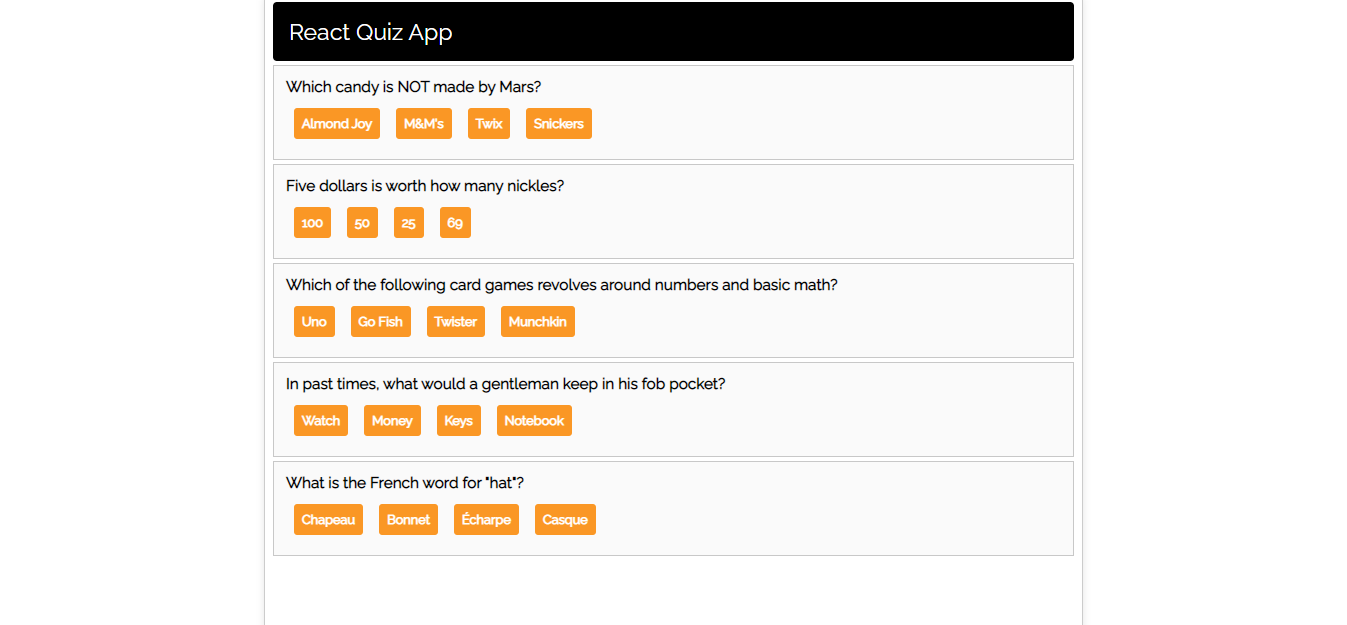 React Quiz App
Which candy is NOT made by Mars?
Almond Joy M&M's Twix Snickers
Five dollars is worth how many nickles?
100 50 25 69
Which of the following card games revolves around numbers and basic math?
Uno Go Fish Twister Munchkin
In past times, what would a gentleman keep in his fob pocket?
Watch Money Keys Notebook
What is the French word for "hat"?
Chapeau Bonnet Écharpe Casque